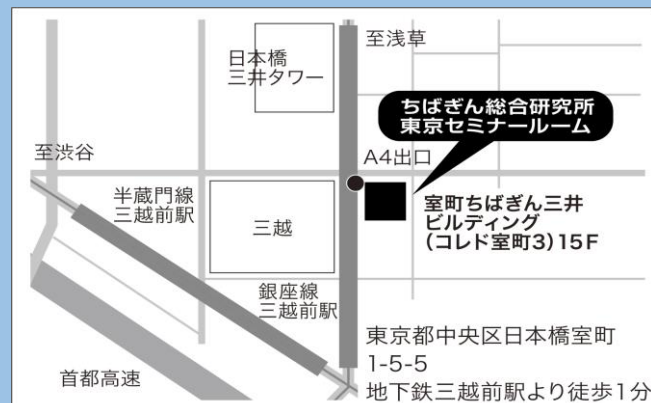 日本橋
三井タワー
至浅草
ちばぎん総合研究所
東京セミナールーム
至渋谷
A4出口
半蔵門線
三越前駅
三越
室町ちばぎん三井
ビルディング
(コレド室町3)15F
銀座線
三越前駅
首都高速
東京都中央区日本橋室町
1-5-5
地下鉄三越前駅より徒歩1分